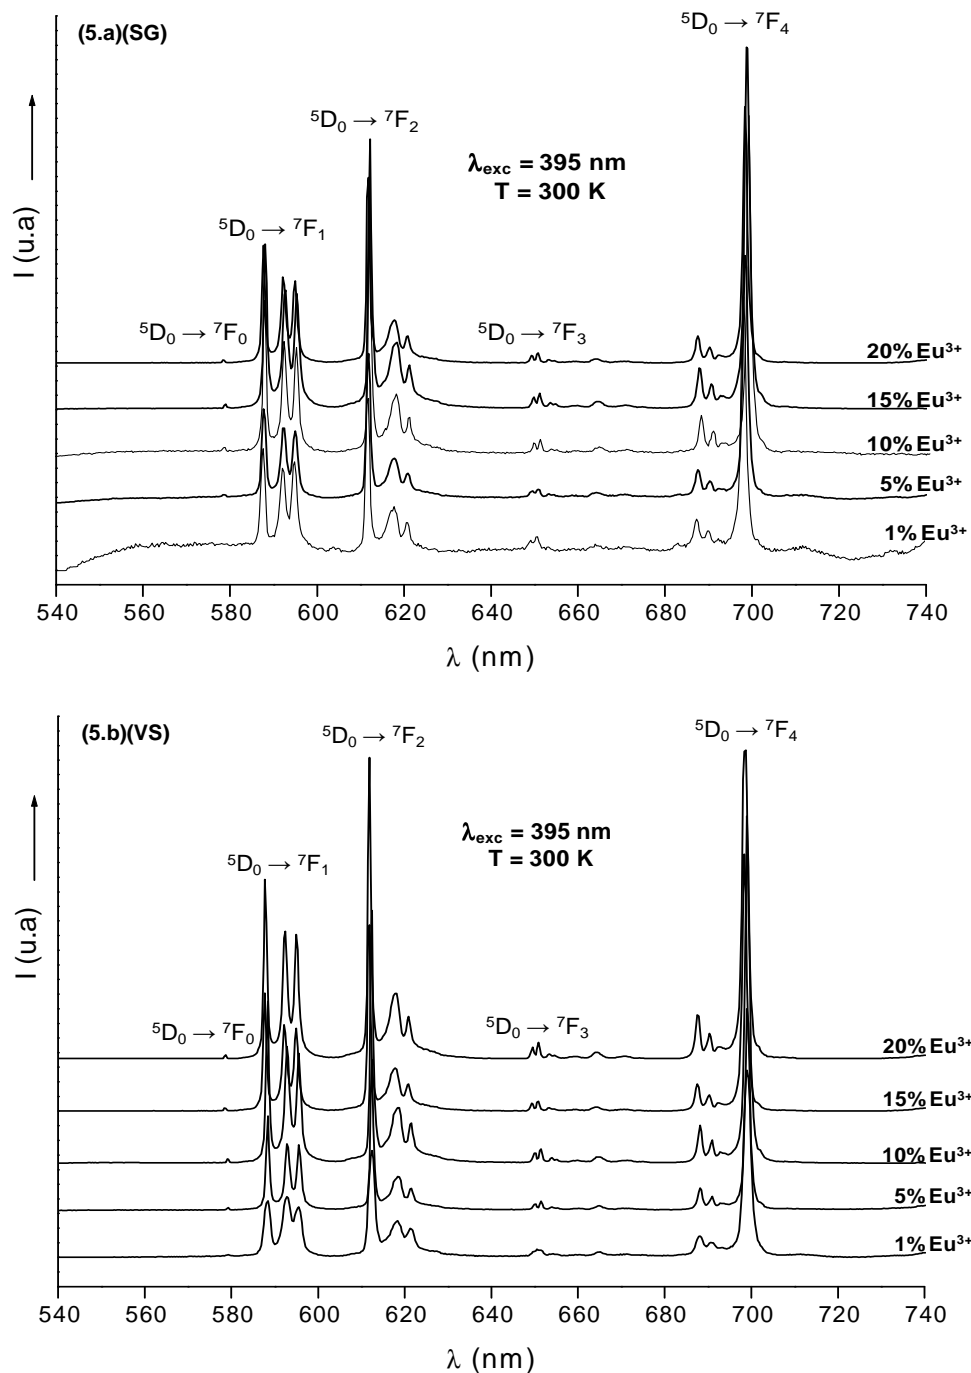 (5.a)(SG)
⁵D₀ → ⁷F₄
⁵D₀ → ⁷F₂
λexc = 395 nm
T = 300 K
⁵D₀ → ⁷F₁
⁵D₀ → ⁷F₀
⁵D₀ → ⁷F₃
I (u.a)
20% Eu³⁺
15% Eu³⁺
10% Eu³⁺
5% Eu³⁺
1% Eu³⁺
540 560 580 600 620 640 660 680 700 720 740
λ (nm)
(5.b)(VS)
⁵D₀ → ⁷F₂
⁵D₀ → ⁷F₄
λexc = 395 nm
T = 300 K
⁵D₀ → ⁷F₁
⁵D₀ → ⁷F₀
⁵D₀ → ⁷F₃
I (u.a)
20% Eu³⁺
15% Eu³⁺
10% Eu³⁺
5% Eu³⁺
1% Eu³⁺
540 560 580 600 620 640 660 680 700 720 740
λ (nm)